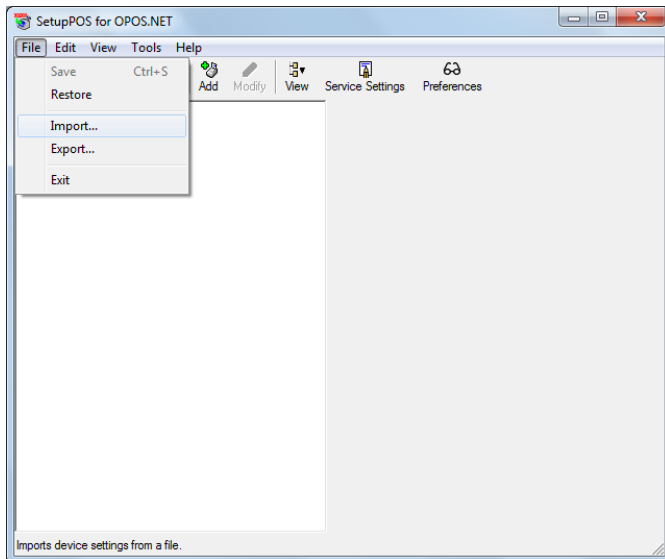 SetupPOS for OPOS.NET
File Edit View Tools Help
Add Modify View Service Settings Preferences
Save Ctrl+S
Restore
Import...
Export...
Exit
Imports device settings from a file.